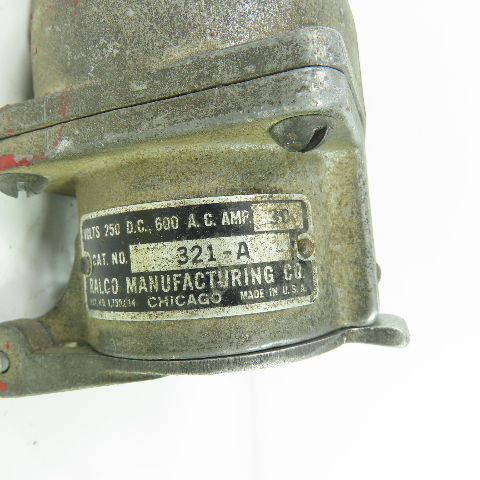 VOLTS 250 D.C., 600 A.C. AMP. 30
CAT. NO. 321-A
RALCO MANUFACTURING CO.
CHICAGO MADE IN U.S.A.